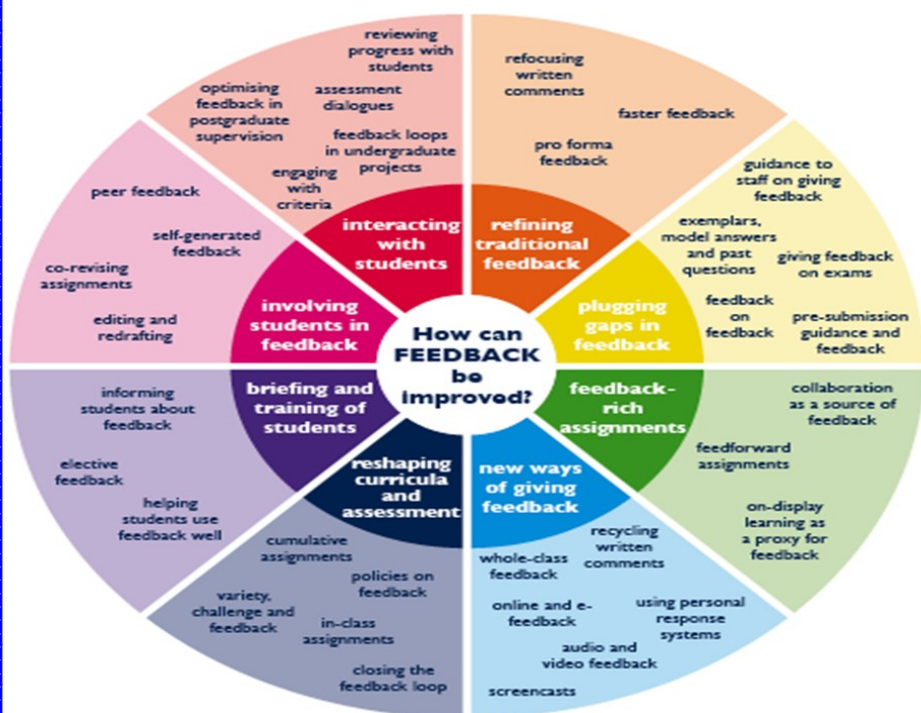 How can
FEEDBACK
be
improved?
refining
traditional
feedback
refocusing
written
comments
faster feedback
pro forma
feedback
plugging
gaps in
feedback
guidance to
staff on giving
feedback
exemplars,
model answers
and past
questions
giving feedback
on exams
feedback
on
feedback
pre-submission
guidance and
feedback
feedback-
rich
assignments
collaboration
as a source of
feedback
feedforward
assignments
on-display
learning as
a proxy for
feedback
new ways
of giving
feedback
recycling
written
comments
whole-class
feedback
online and e-
feedback
using personal
response
systems
audio and
video feedback
screencasts
reshaping
curricula
and
assessment
cumulative
assignments
policies on
feedback
variety,
challenge and
feedback
in-class
assignments
closing the
feedback loop
briefing and
training of
students
informing
students about
feedback
elective
feedback
helping
students use
feedback well
involving
students in
feedback
peer feedback
self-generated
feedback
co-revising
assignments
editing and
redrafting
interacting
with
students
reviewing
progress with
students
optimising
feedback in
postgraduate
supervision
assessment
dialogues
feedback loops
in undergraduate
projects
engaging
with
criteria